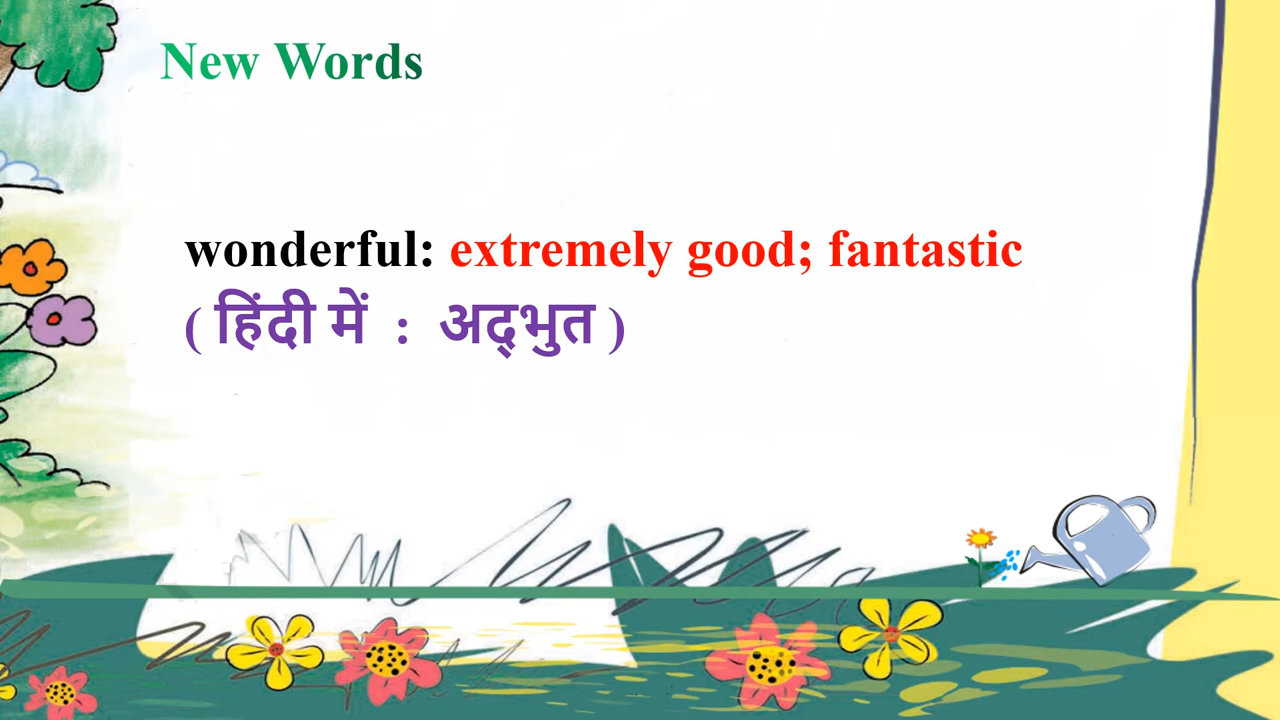 New Words
wonderful: extremely good; fantastic
( हिंदी में : अद्‌भुत )